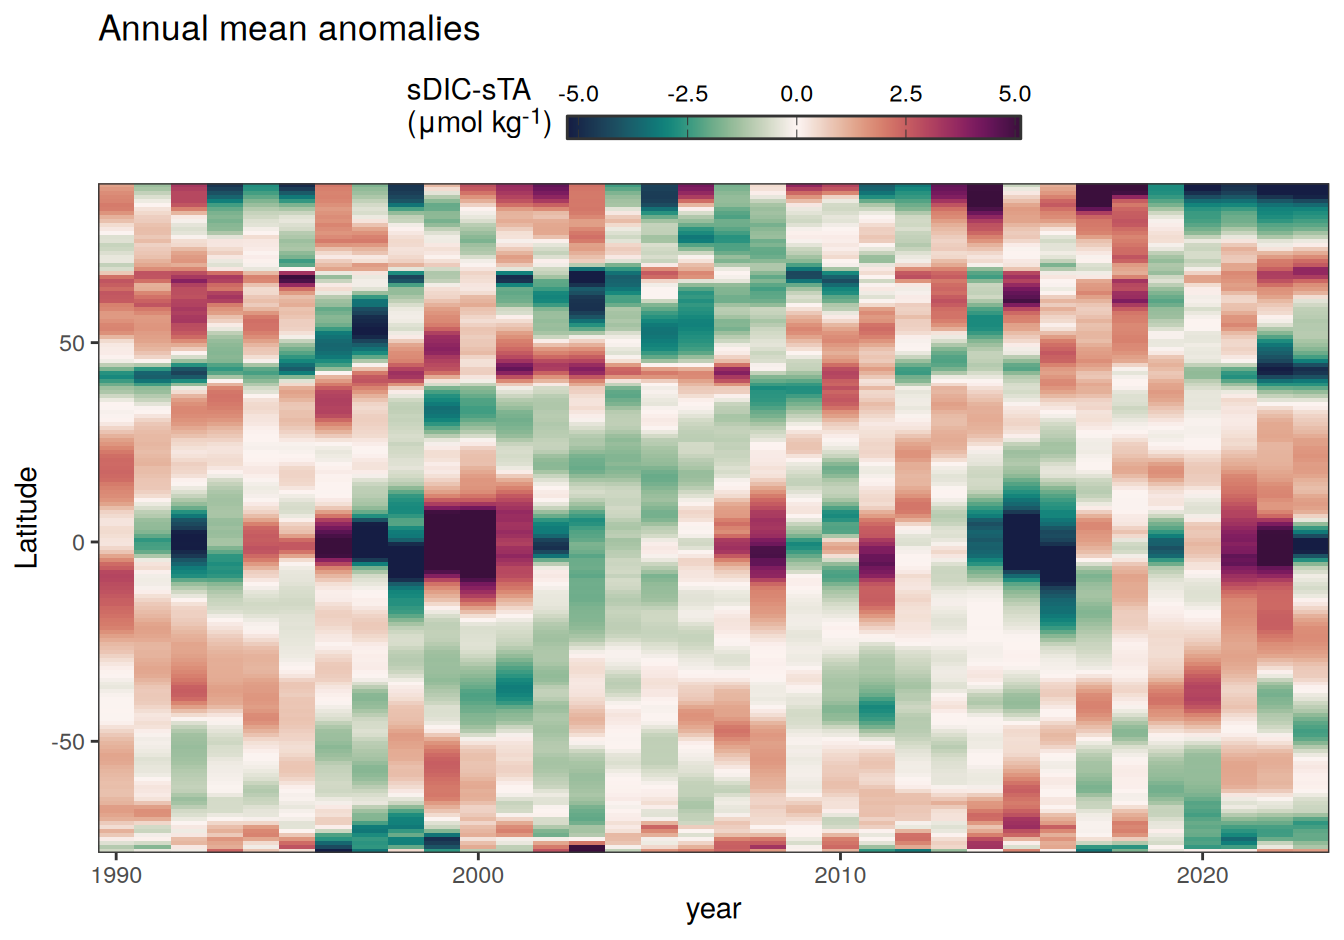 Annual mean anomalies
sDIC-sTA
(µmol kg⁻¹)
-5.0 -2.5 0.0 2.5 5.0
Latitude
50
0
-50
1990 2000 2010 2020
year